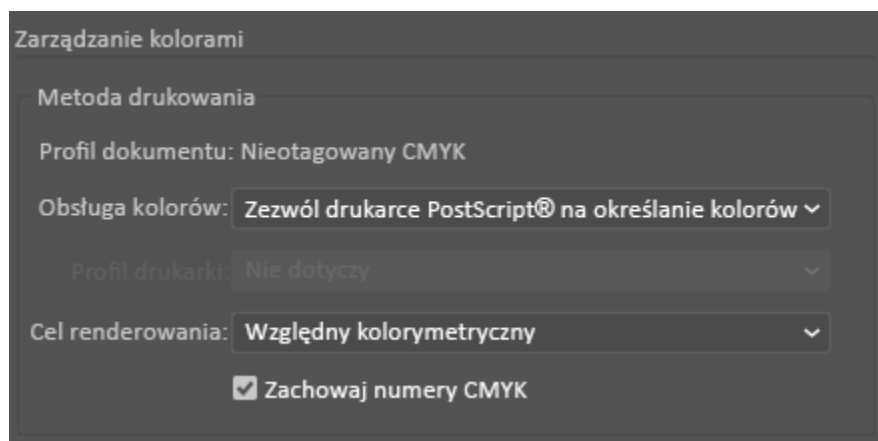 Zarządzanie kolorami
Metoda drukowania
Profil dokumentu: Nieotagowany CMYK
Obsługa kolorów: Zezwól drukarce PostScript® na określanie kolorów
Profil drukarki: Nie dotyczy
Cel renderowania: Względny kolorymetryczny
Zachowaj numery CMYK